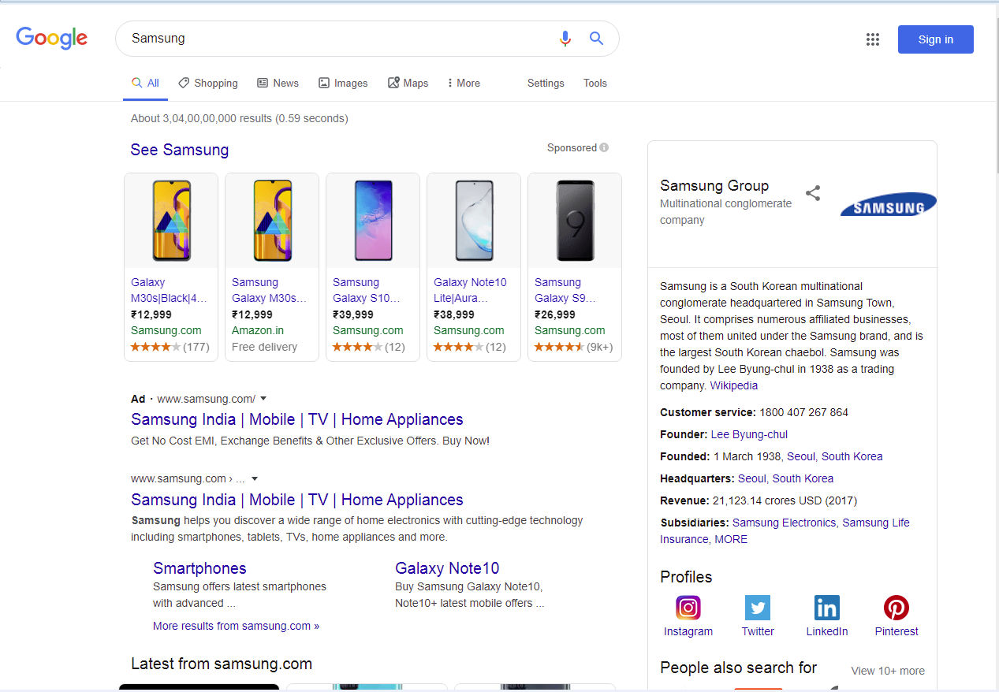 Google
Samsung
Sign in
All
Shopping
News
Images
Maps
More
Settings
Tools
About 3,04,00,00,000 results (0.59 seconds)
See Samsung
Sponsored
Galaxy
M30s|Black|4...
₹12,999
Samsung.com
(177)
Samsung
Galaxy M30s...
₹12,999
Amazon.in
Free delivery
Samsung
Galaxy S10...
₹39,999
Samsung.com
(12)
Galaxy Note10
Lite|Aura...
₹38,999
Samsung.com
(12)
9
Samsung
Galaxy S9...
₹26,999
Samsung.com
(9k+)
Ad · www.samsung.com/
Samsung India | Mobile | TV | Home Appliances
Get No Cost EMI, Exchange Benefits & Other Exclusive Offers. Buy Now!
www.samsung.com › ...
Samsung India | Mobile | TV | Home Appliances
Samsung helps you discover a wide range of home electronics with cutting-edge technology
including smartphones, tablets, TVs, home appliances and more.
Smartphones
Samsung offers latest smartphones
with advanced ...
Galaxy Note10
Buy Samsung Galaxy Note10,
Note10+ latest mobile offers ...
More results from samsung.com »
Latest from samsung.com
Samsung Group
Multinational conglomerate
company
SAMSUNG
Samsung is a South Korean multinational
conglomerate headquartered in Samsung Town,
Seoul. It comprises numerous affiliated businesses,
most of them united under the Samsung brand, and is
the largest South Korean chaebol. Samsung was
founded by Lee Byung-chul in 1938 as a trading
company. Wikipedia
Customer service: 1800 407 267 864
Founder: Lee Byung-chul
Founded: 1 March 1938, Seoul, South Korea
Headquarters: Seoul, South Korea
Revenue: 21,123.14 crores USD (2017)
Subsidiaries: Samsung Electronics, Samsung Life
Insurance, MORE
Profiles
in
Instagram
Twitter
LinkedIn
Pinterest
People also search for
View 10+ more